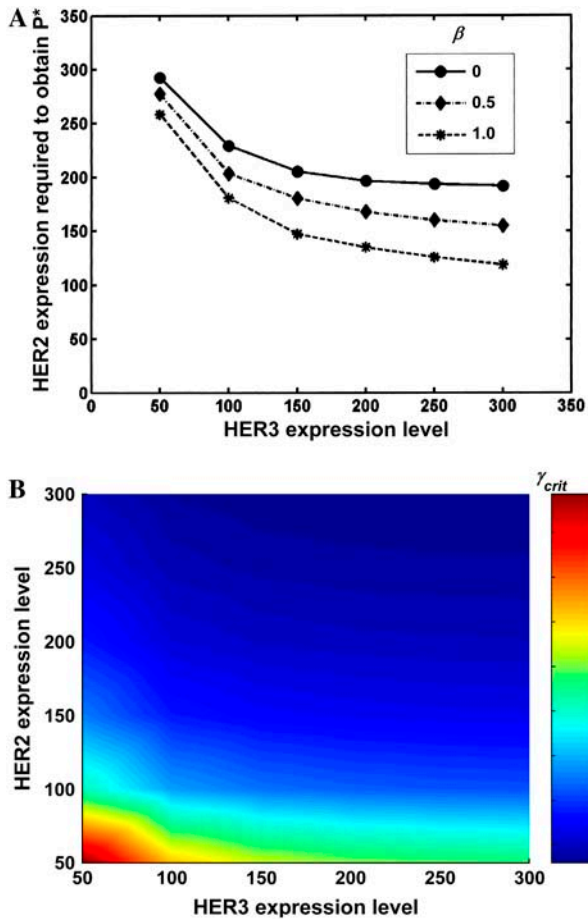 A
HER2 expression required to obtain P*
350
300
250
200
150
100
50
0
0 50 100 150 200 250 300 350
HER3 expression level
β
0
0.5
1.0
B
HER2 expression level
300
250
200
150
100
50
50 100 150 200 250 300
HER3 expression level
γcrit